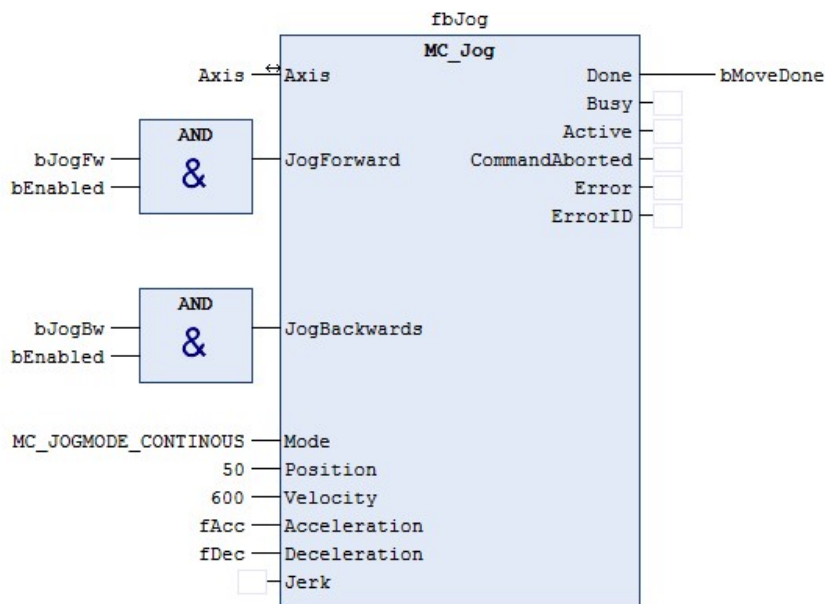 fbJog
MC_Jog
Axis Axis Done bMoveDone
Busy
AND Active
bJogFw & JogForward CommandAborted
bEnabled Error
ErrorID
AND
bJogBw & JogBackwards
bEnabled
MC_JOGMODE_CONTINOUS Mode
50 Position
600 Velocity
fAcc Acceleration
fDec Deceleration
Jerk